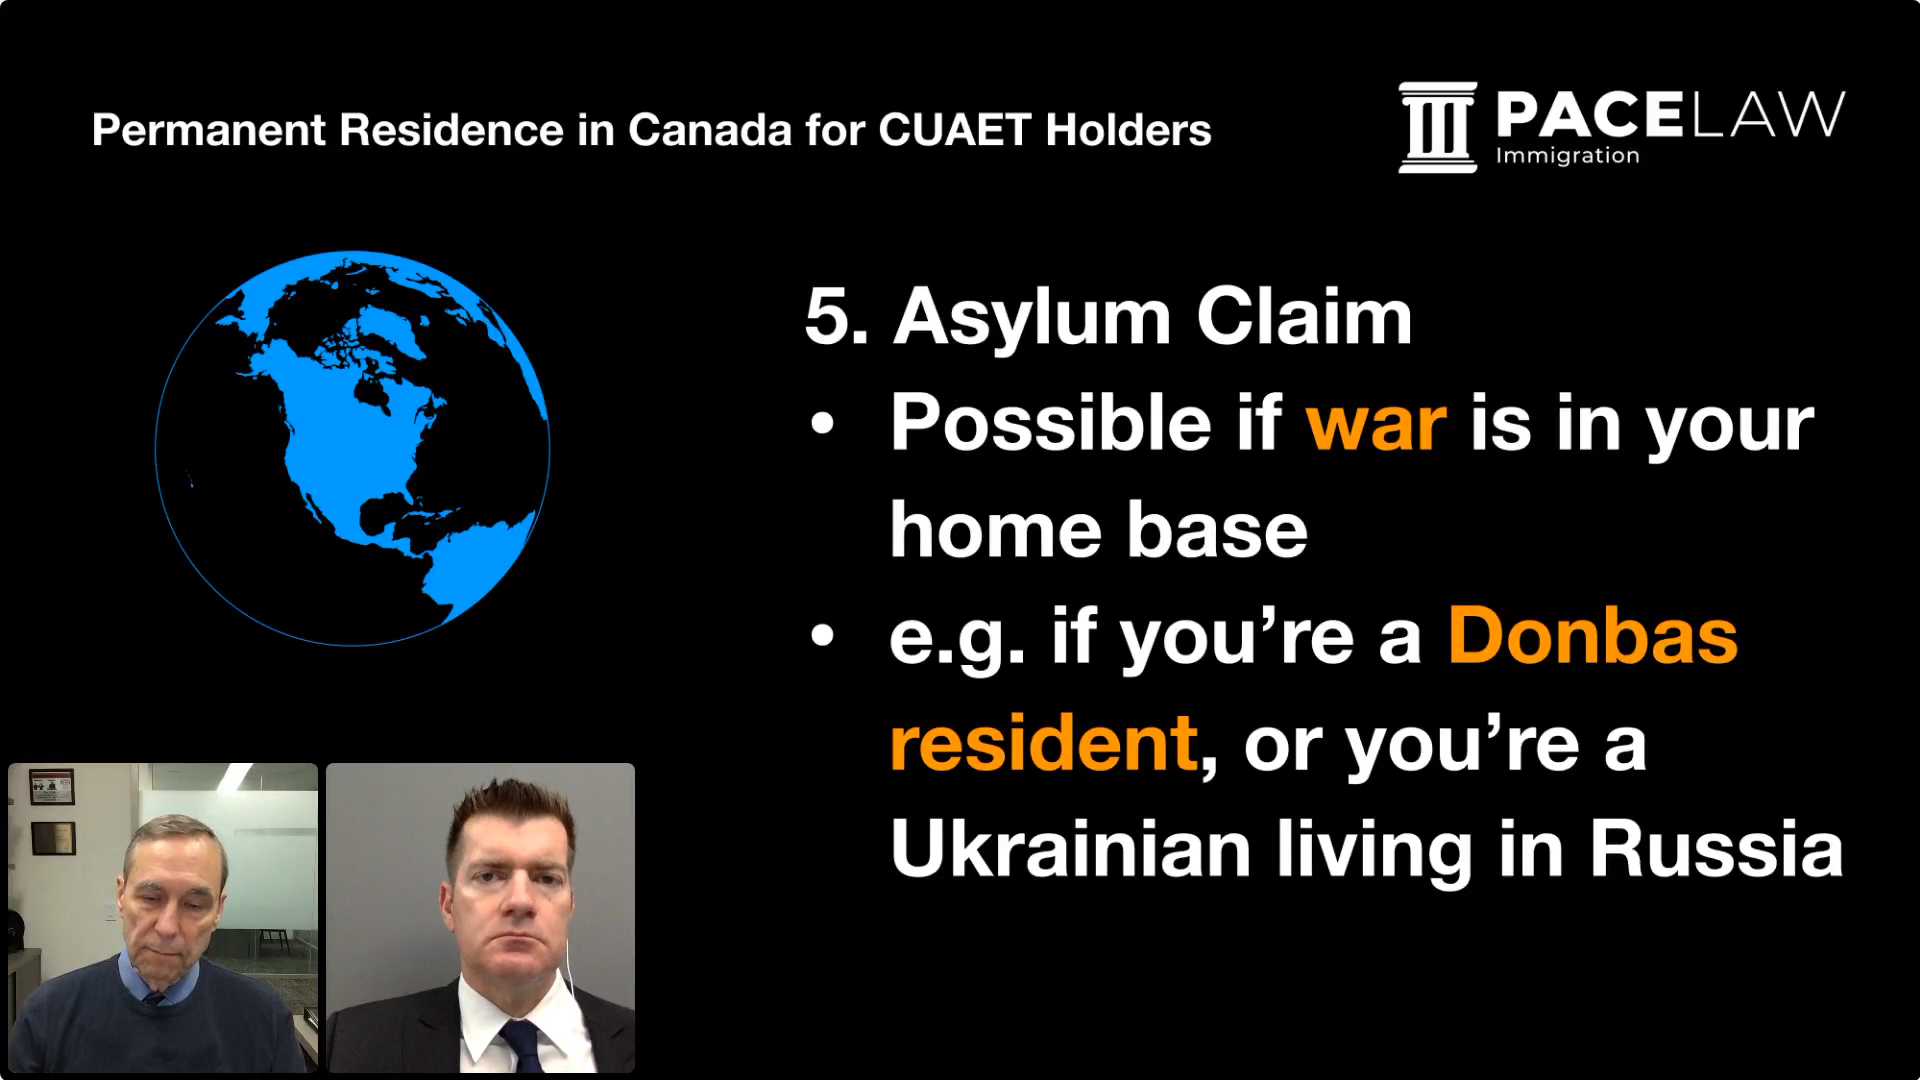 Permanent Residence in Canada for CUAET Holders
PACELAW
Immigration
5. Asylum Claim
• Possible if war is in your
home base
• e.g. if you’re a Donbas
resident, or you’re a
Ukrainian living in Russia